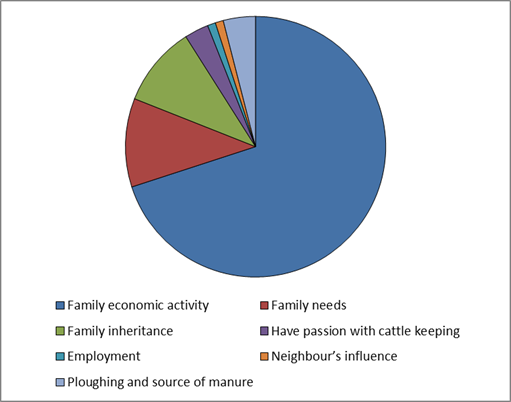 Family economic activity Family needs
Family inheritance Have passion with cattle keeping
Employment Neighbour's influence
Ploughing and source of manure